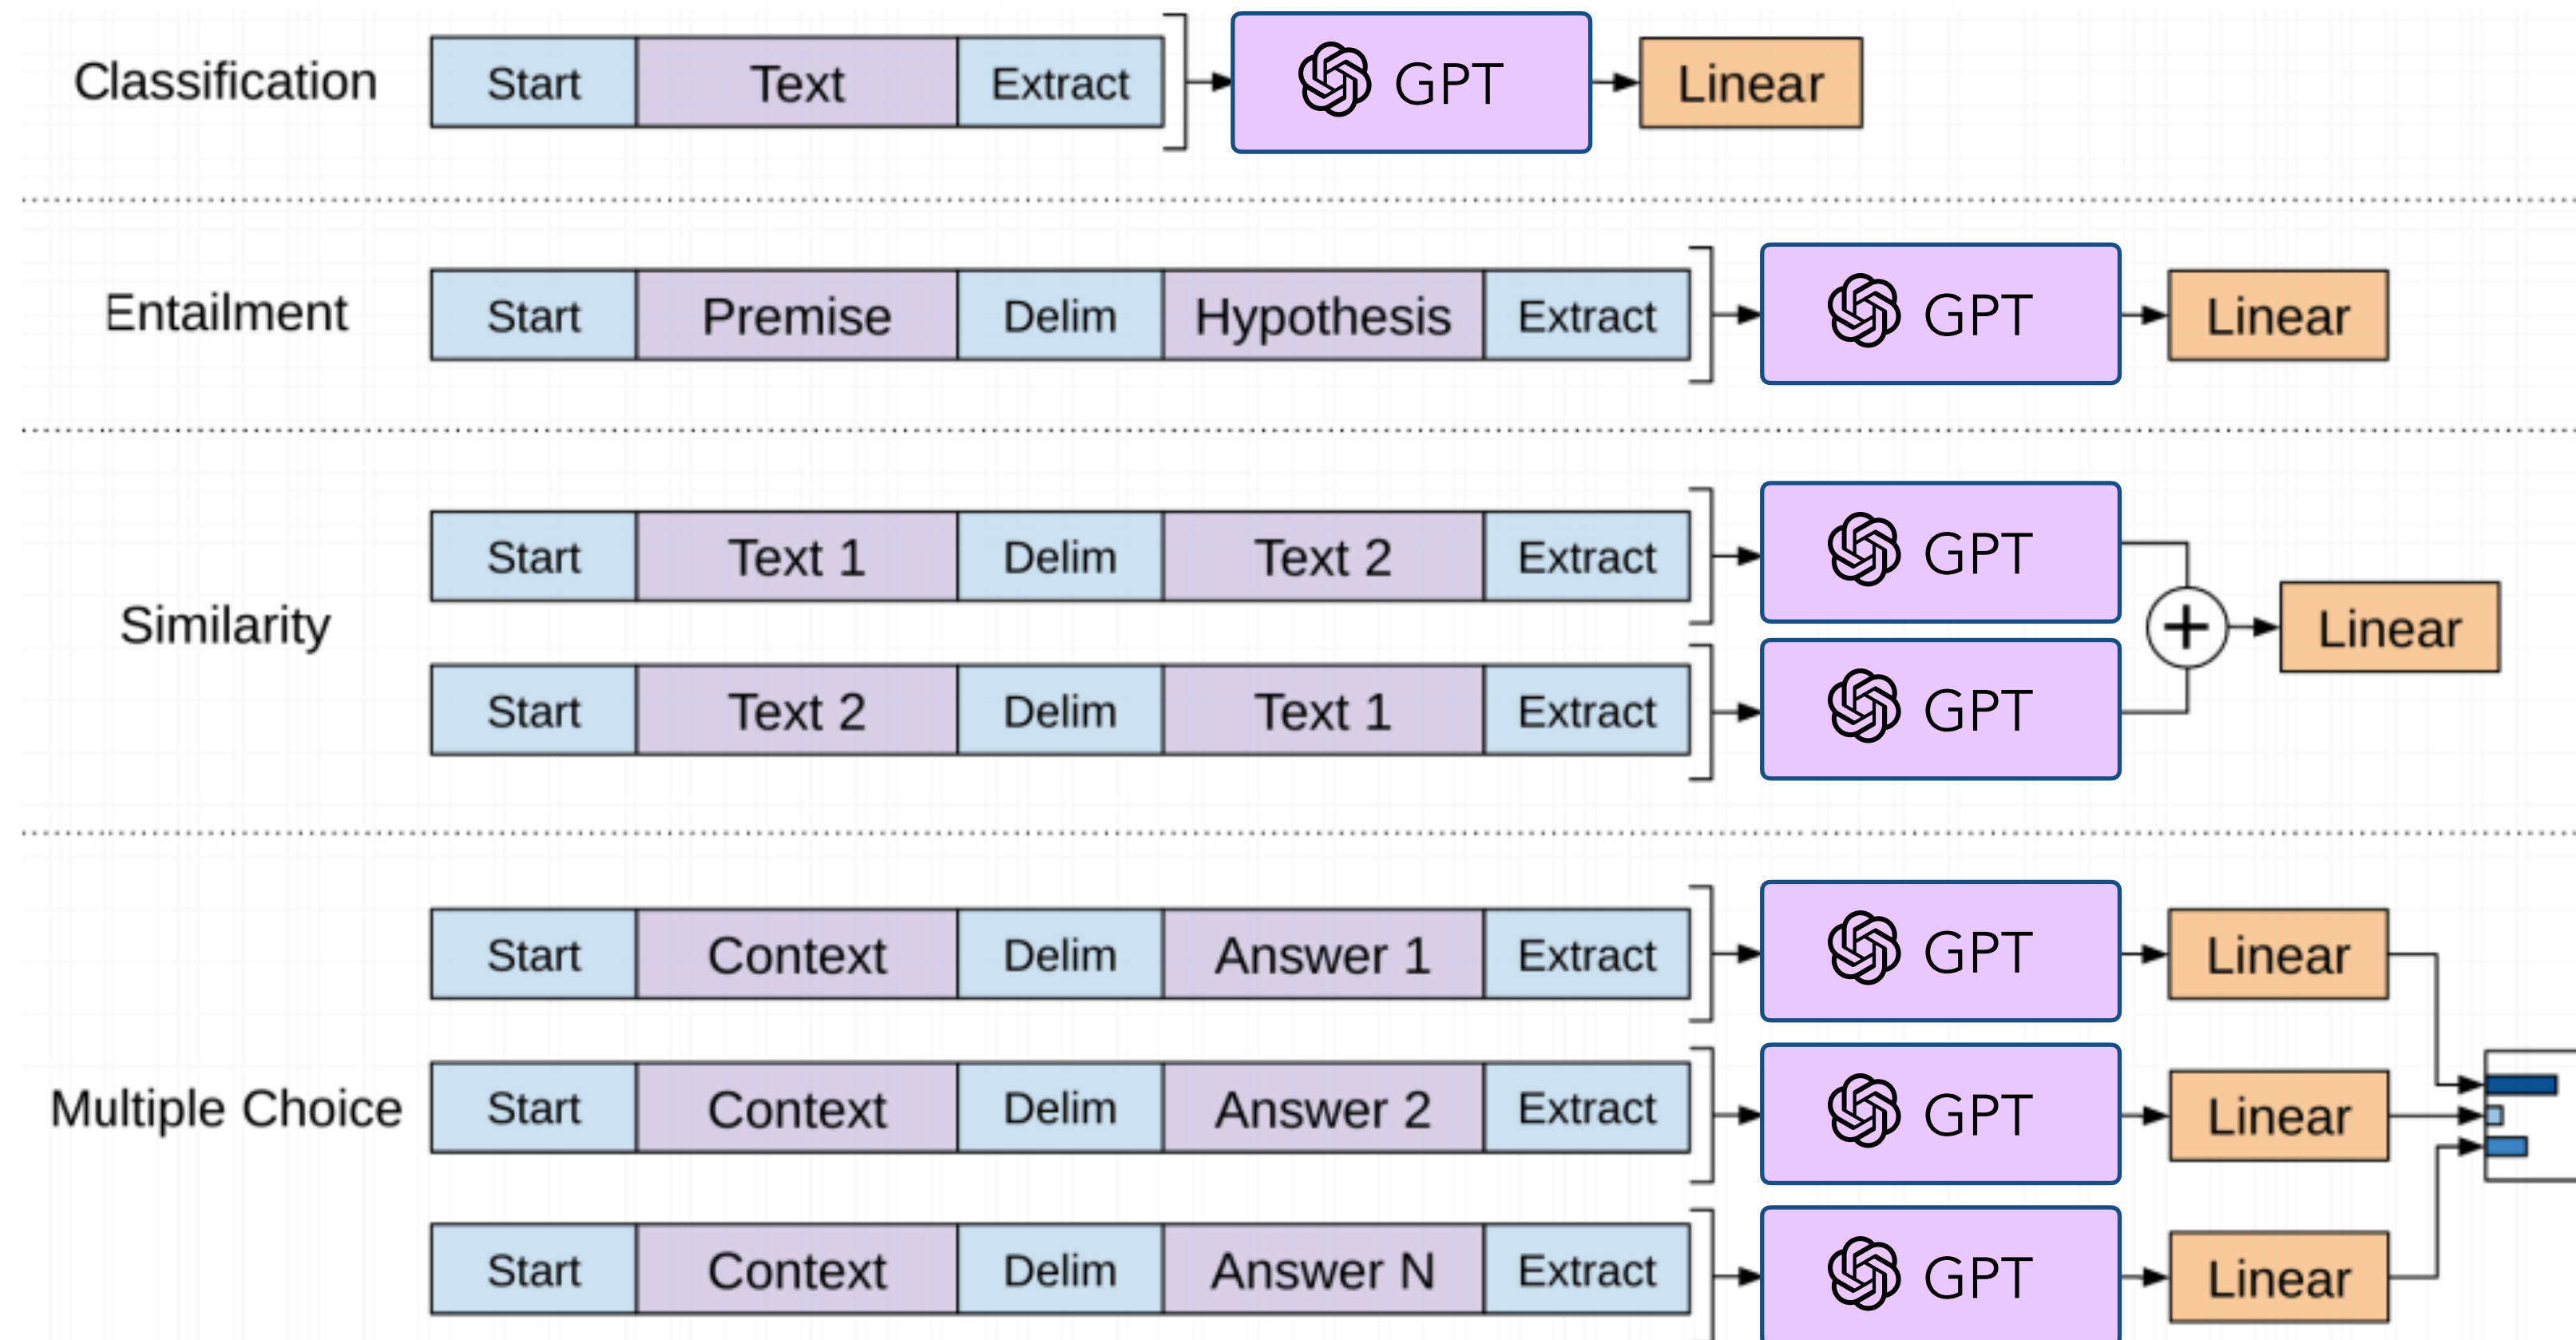 Classification Start Text Extract GPT Linear
Entailment Start Premise Delim Hypothesis Extract GPT Linear
Start Text 1 Delim Text 2 Extract GPT
Similarity Linear
Start Text 2 Delim Text 1 Extract GPT
Start Context Delim Answer 1 Extract GPT Linear
Multiple Choice Start Context Delim Answer 2 Extract GPT Linear
Start Context Delim Answer N Extract GPT Linear